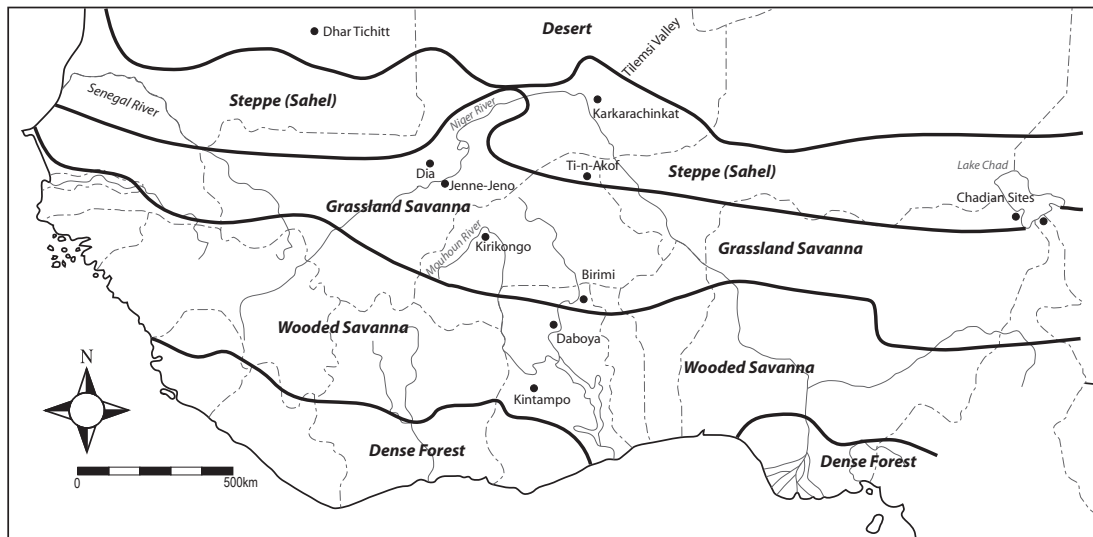 Desert
Dhar Tichitt
Tilemsi Valley
Senegal River
Steppe (Sahel)
Niger River
Karkarachinkat
Dia
Ti-n-Akof
Steppe (Sahel)
Lake Chad
Jenne-Jeno
Chadian Sites
Grassland Savanna
Mouhoun River
Kirikongo
Grassland Savanna
Birimi
Wooded Savanna
Daboya
Wooded Savanna
N
Kintampo
Dense Forest
Dense Forest
0
500km